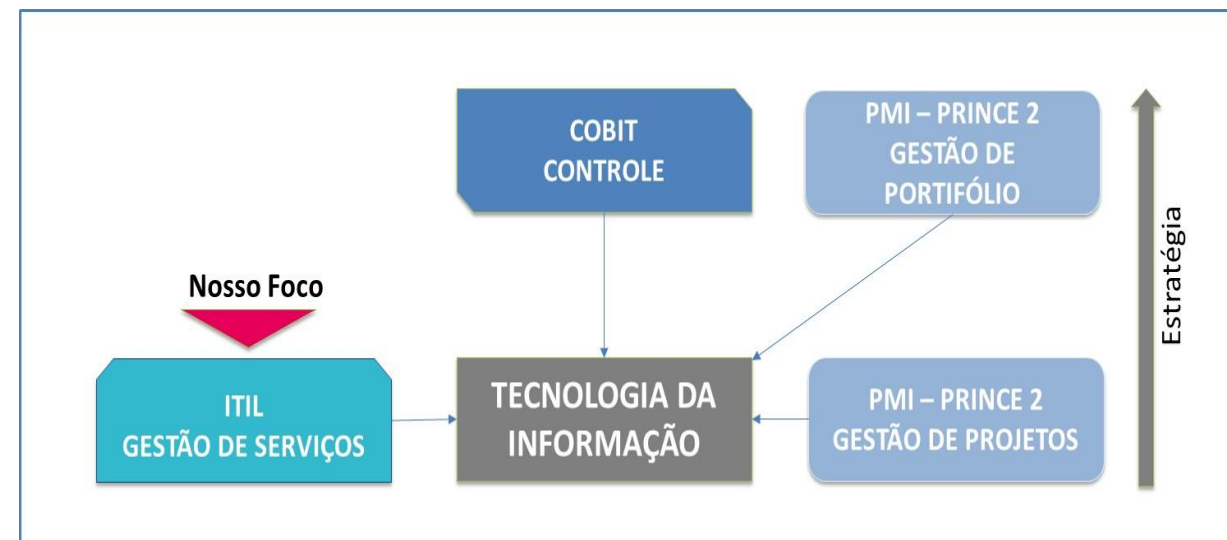 COBIT
CONTROLE
PMI – PRINCE 2
GESTÃO DE
PORTIFÓLIO
Estratégia
Nosso Foco
ITIL
GESTÃO DE SERVIÇOS
TECNOLOGIA DA
INFORMAÇÃO
PMI – PRINCE 2
GESTÃO DE PROJETOS